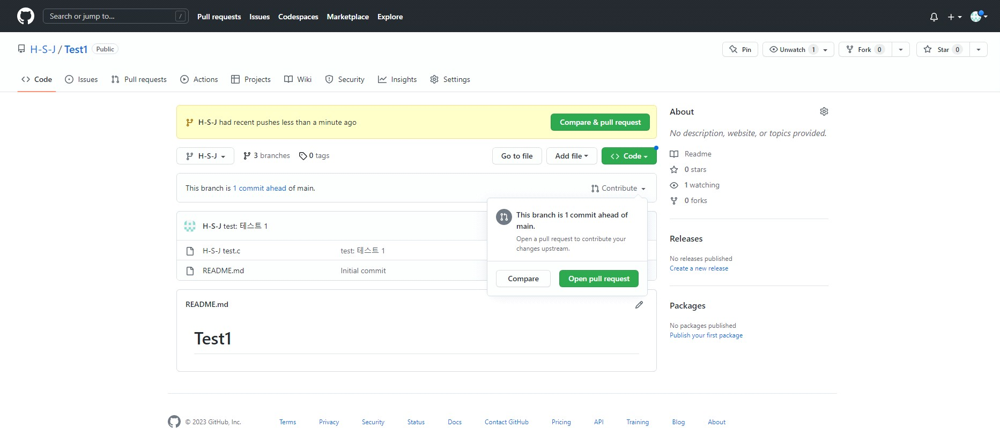 Search or jump to... /
Pull requests Issues Codespaces Marketplace Explore
H-S-J / Test1 Public
Pin Unwatch 1 Fork 0 Star 0
Code Issues Pull requests Actions Projects Wiki Security Insights Settings
H-S-J had recent pushes less than a minute ago
Compare & pull request
H-S-J 3 branches 0 tags
Go to file Add file Code
This branch is 1 commit ahead of main.
Contribute
This branch is 1 commit ahead of
main.
Open a pull request to contribute your
changes upstream.
Compare Open pull request
H-S-J test: 테스트 1
H-S-J test.c test: 테스트 1
README.md Initial commit
README.md
Test1
About
No description, website, or topics provided.
Readme
0 stars
1 watching
0 forks
Releases
No releases published
Create a new release
Packages
No packages published
Publish your first package
© 2023 GitHub, Inc. Terms Privacy Security Status Docs Contact GitHub Pricing API Training Blog About